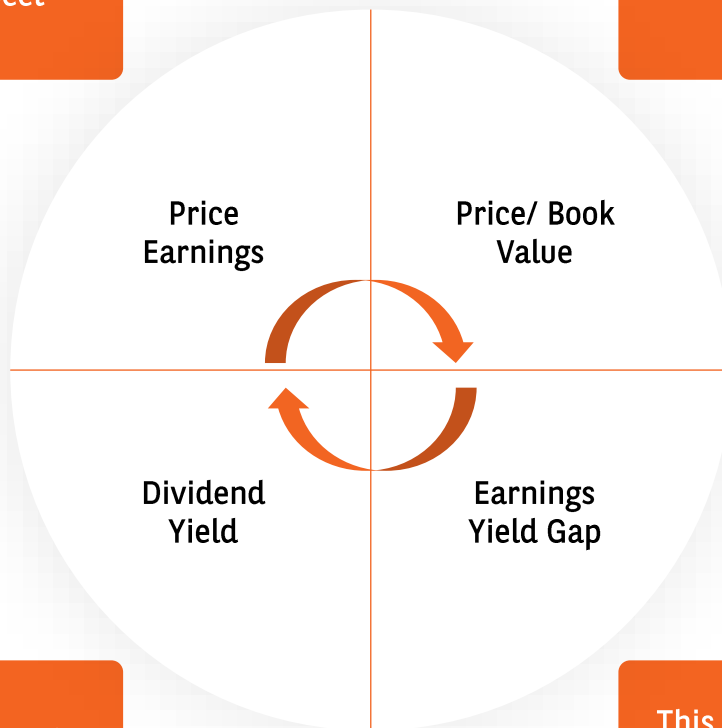 Price
Earnings
Price/ Book
Value
Dividend
Yield
Earnings
Yield Gap
This